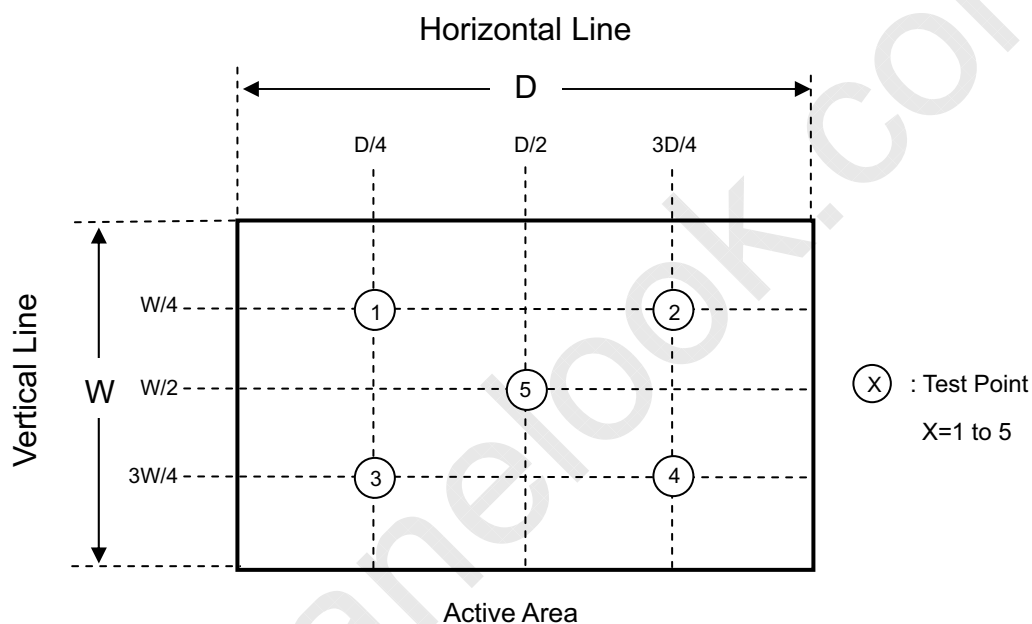 Horizontal Line
D
D/4 D/2 3D/4
W/4
1 2
Vertical Line
W
W/2
5
X : Test Point
X=1 to 5
3W/4
3 4
Active Area